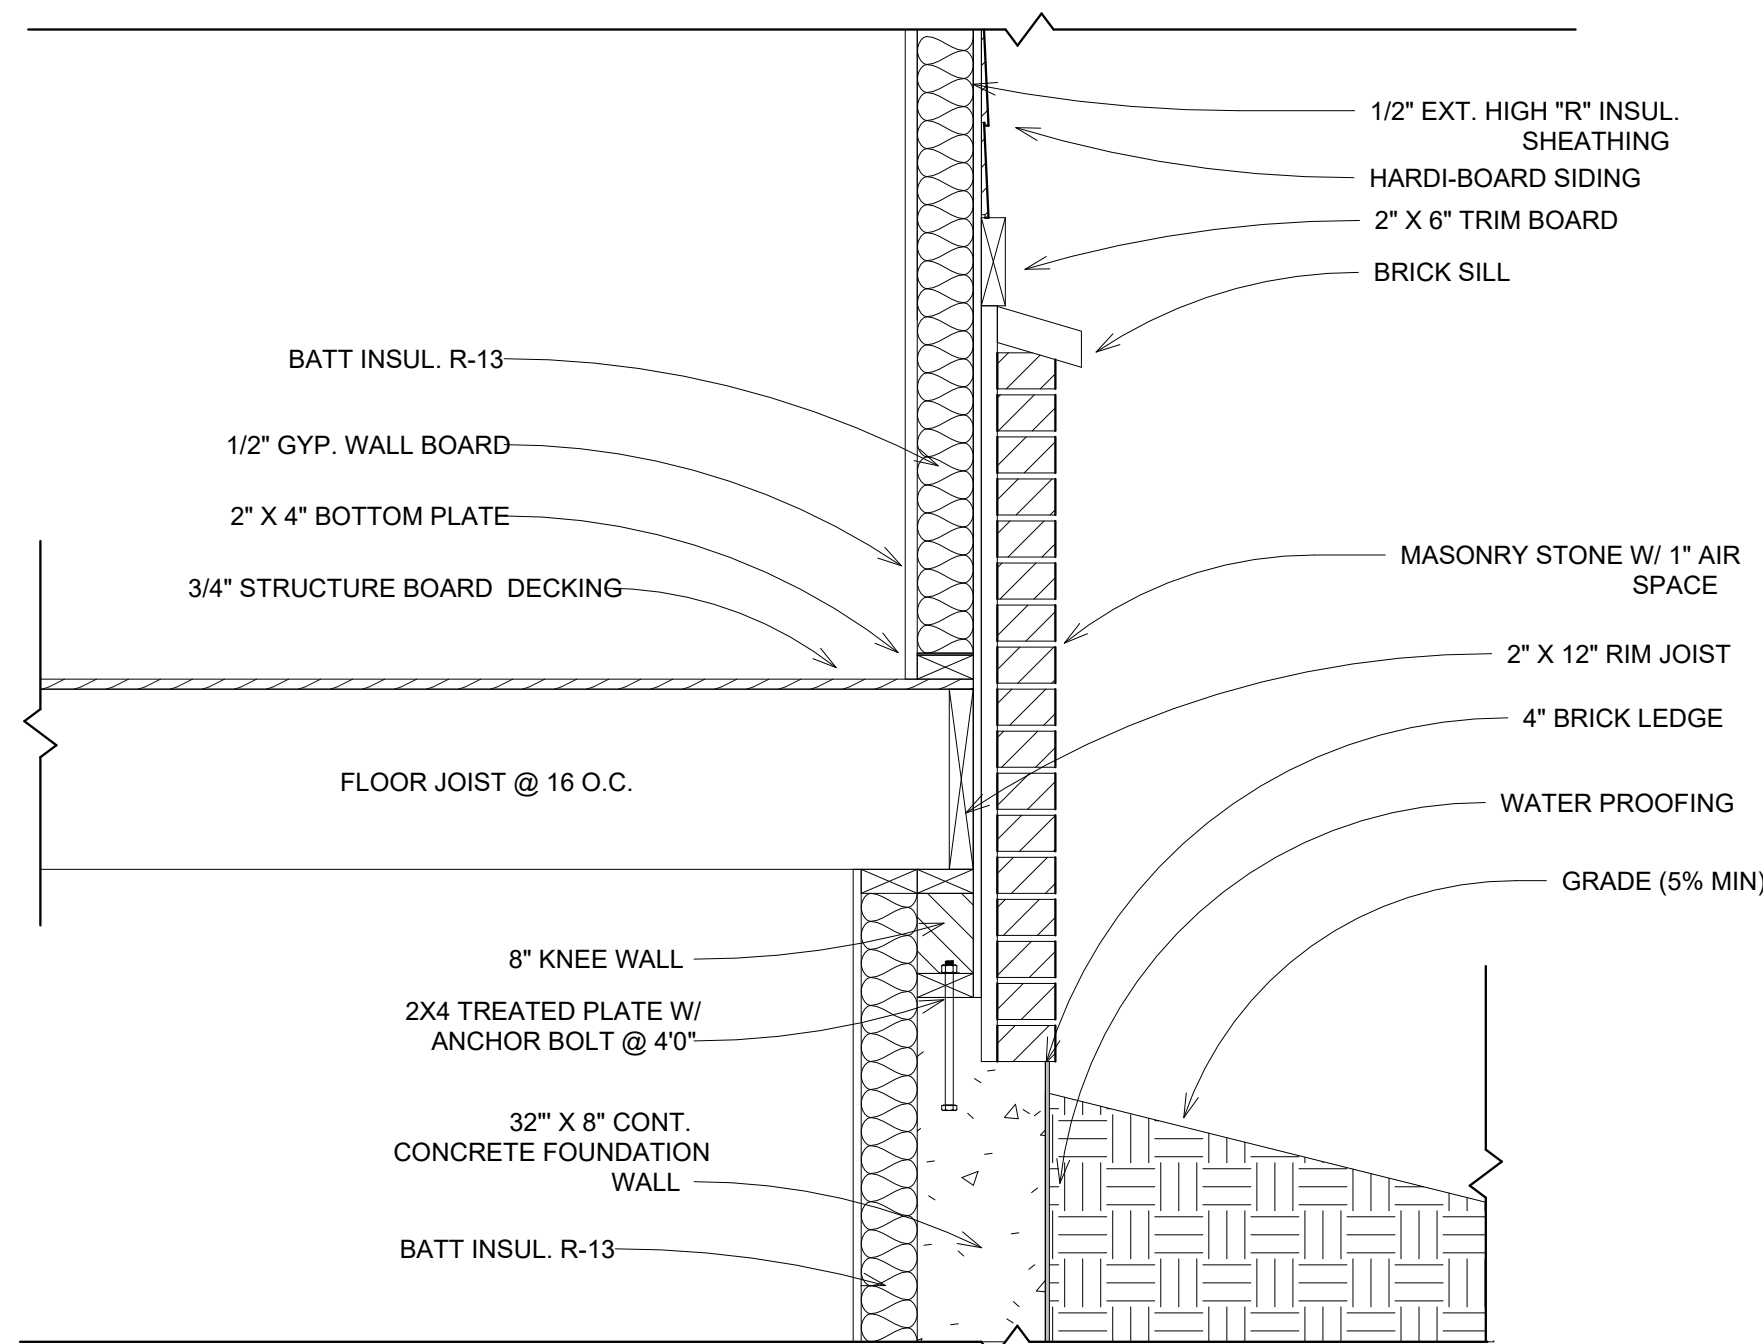 1/2" EXT. HIGH "R" INSUL.
SHEATHING
HARDI-BOARD SIDING
2" X 6" TRIM BOARD
BRICK SILL
BATT INSUL. R-13
1/2" GYP. WALL BOARD
2" X 4" BOTTOM PLATE
3/4" STRUCTURE BOARD DECKING
MASONRY STONE W/ 1" AIR
SPACE
2" X 12" RIM JOIST
4" BRICK LEDGE
WATER PROOFING
GRADE (5% MIN)
FLOOR JOIST @ 16 O.C.
8" KNEE WALL
2X4 TREATED PLATE W/
ANCHOR BOLT @ 4'0"
32"' X 8" CONT.
CONCRETE FOUNDATION
WALL
BATT INSUL. R-13